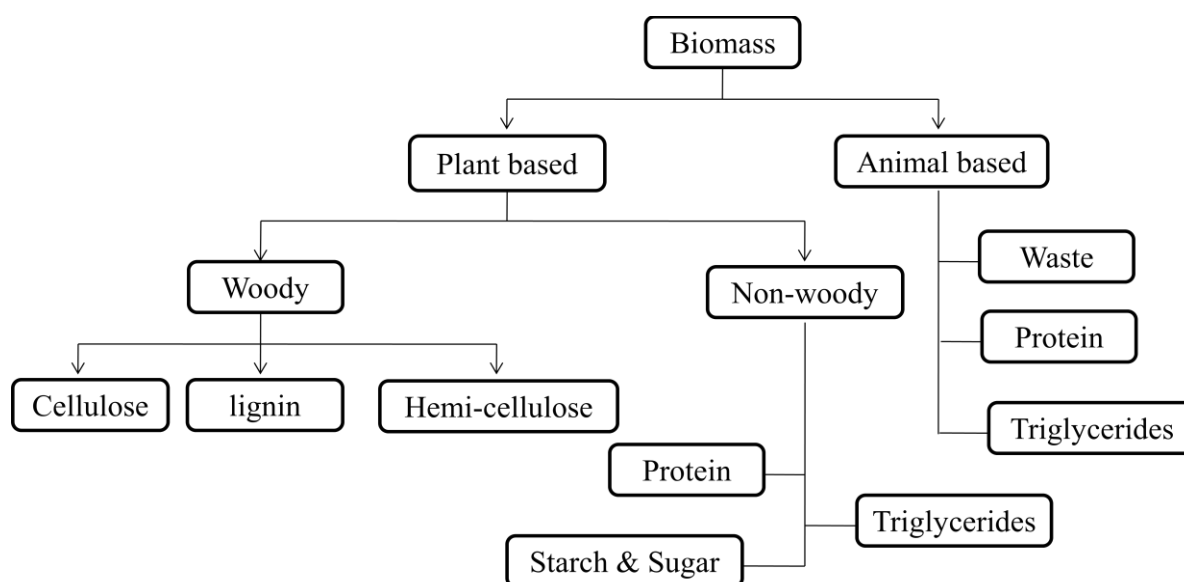 Biomass
Plant based
Animal based
Woody
Non-woody
Waste
Protein
Triglycerides
Cellulose
lignin
Hemi-cellulose
Protein
Triglycerides
Starch & Sugar